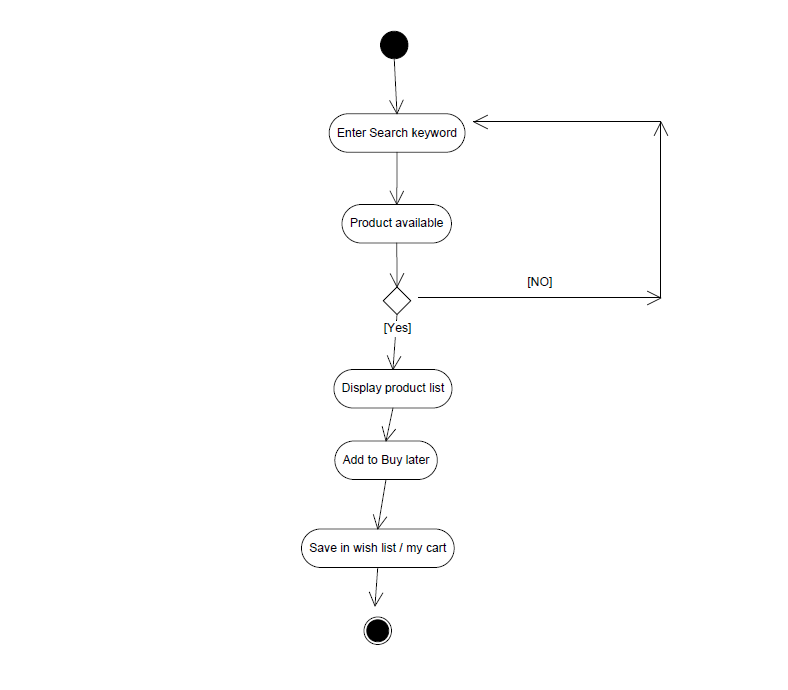 Enter Search keyword
Product available
[NO]
[Yes]
Display product list
Add to Buy later
Save in wish list / my cart